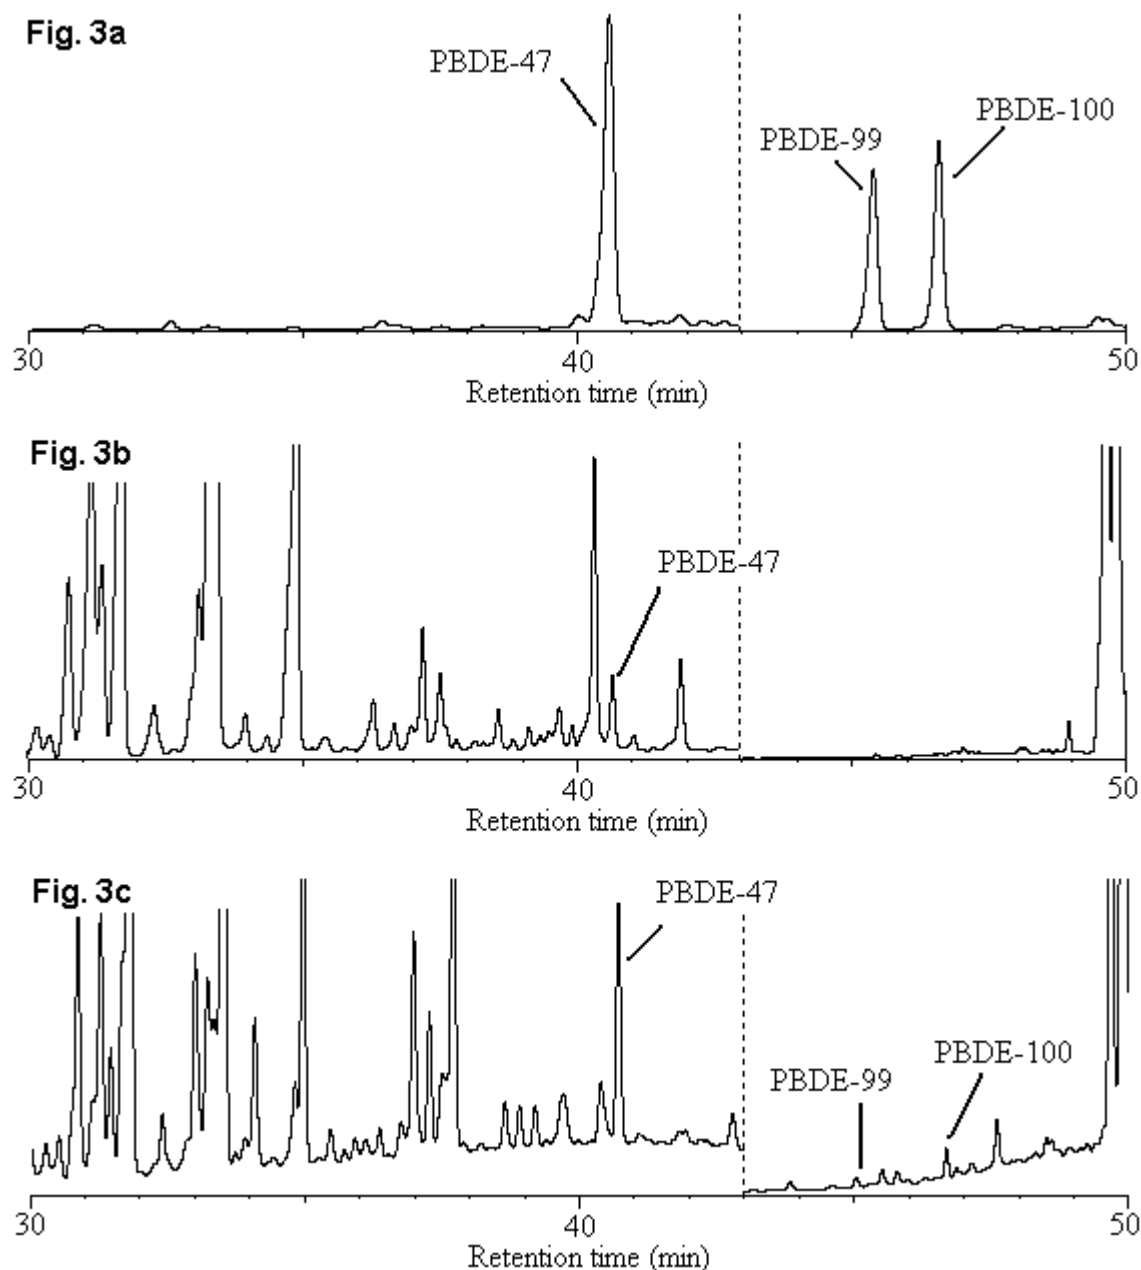 Fig. 3a
PBDE-47
PBDE-100
PBDE-99
30
40
50
Retention time (min)
Fig. 3b
PBDE-47
30
40
50
Retention time (min)
Fig. 3c
PBDE-47
PBDE-100
PBDE-99
30
40
50
Retention time (min)